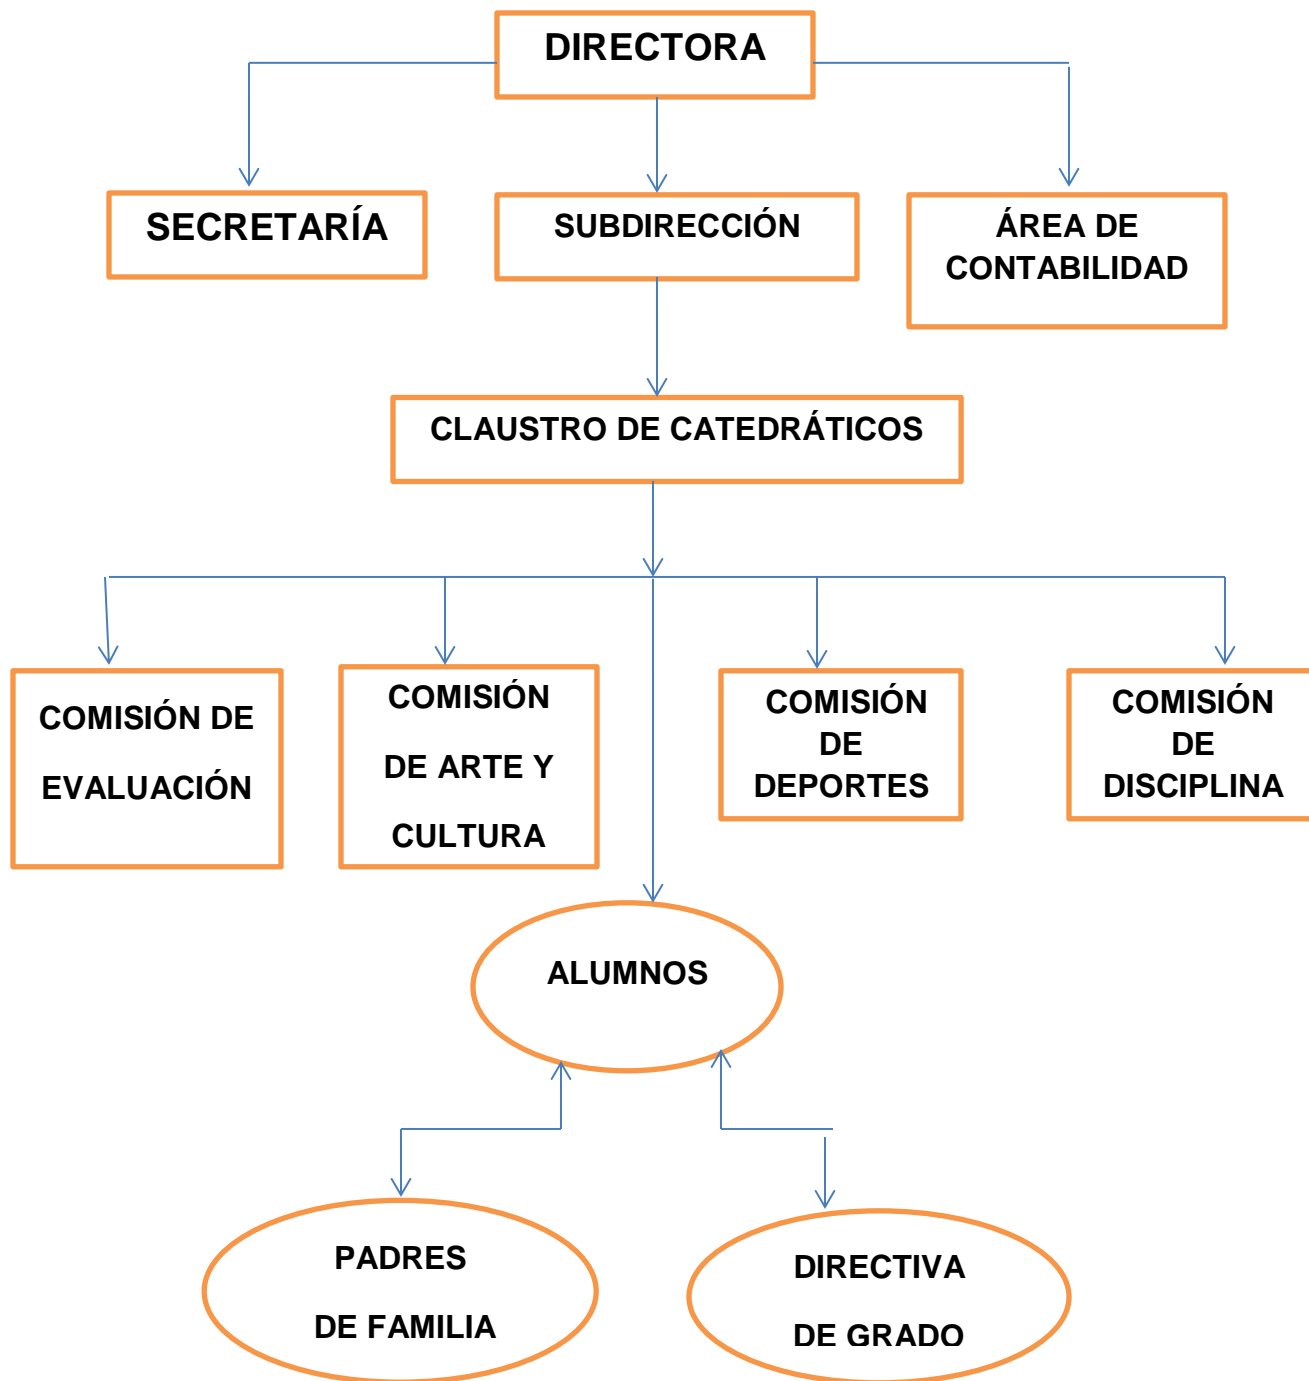 DIRECTORA
SECRETARÍA
SUBDIRECCIÓN
ÁREA DE
CONTABILIDAD
CLAUSTRO DE CATEDRÁTICOS
COMISIÓN DE
EVALUACIÓN
COMISIÓN
DE ARTE Y
CULTURA
COMISIÓN
DE
DEPORTES
COMISIÓN
DE
DISCIPLINA
ALUMNOS
PADRES
DE FAMILIA
DIRECTIVA
DE GRADO